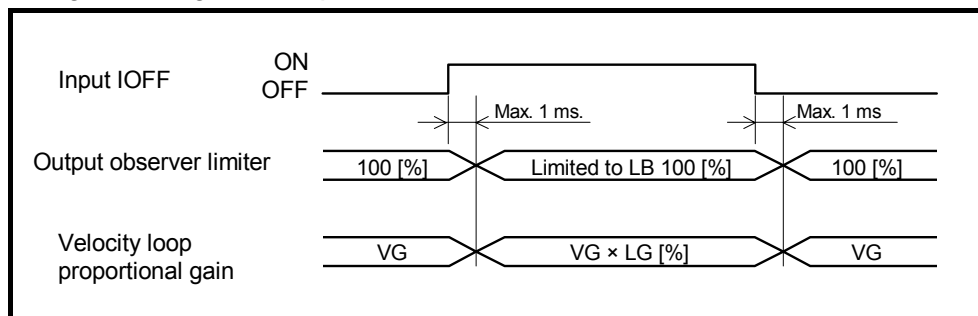 Input IOFF
ON
OFF
Max. 1 ms.
Max. 1 ms
Output observer limiter
100 [%]
Limited to LB 100 [%]
100 [%]
Velocity loop
proportional gain
VG
VG × LG [%]
VG